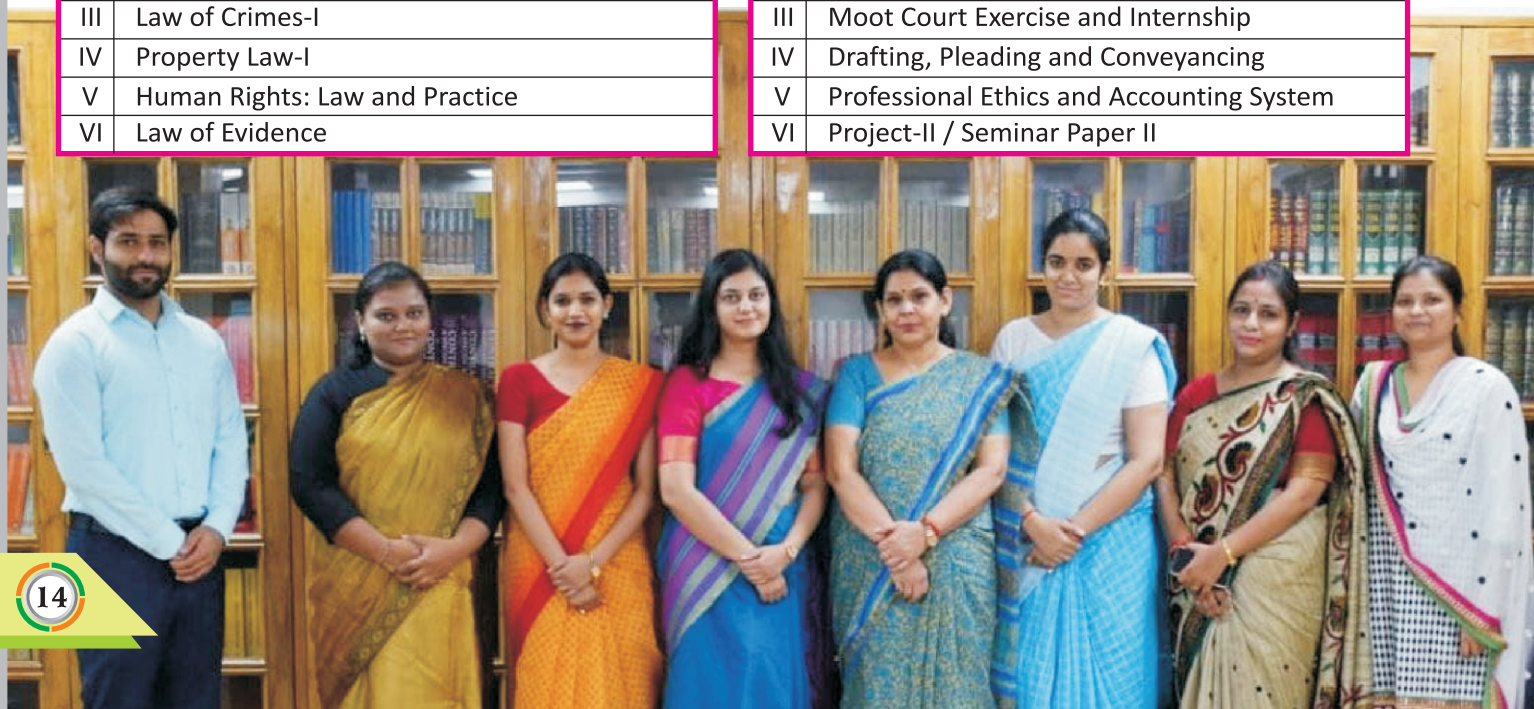 III Law of Crimes-I
IV Property Law-I
V Human Rights: Law and Practice
VI Law of Evidence
III Moot Court Exercise and Internship
IV Drafting, Pleading and Conveyancing
V Professional Ethics and Accounting System
VI Project-II / Seminar Paper II
14